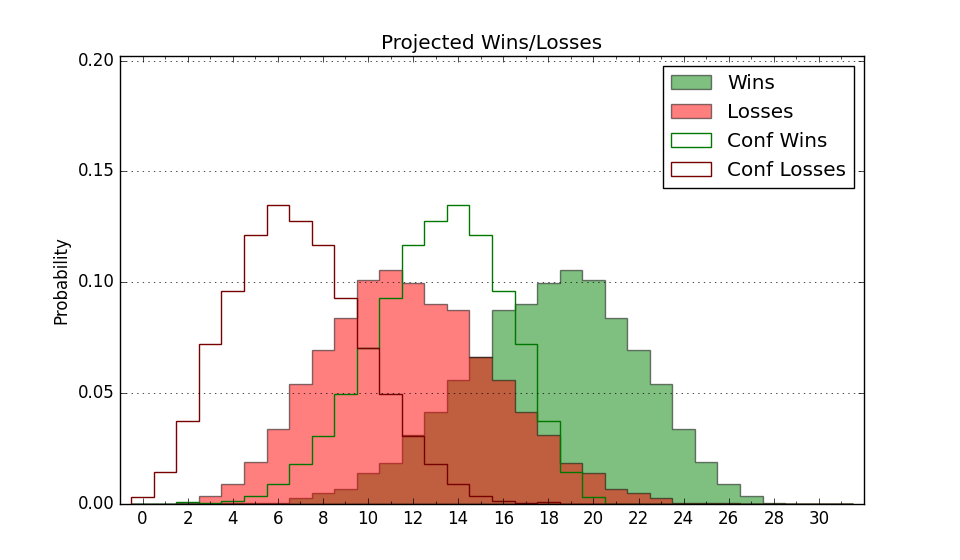 Projected Wins/Losses
0.20
0.15
0.10
0.05
0.00
Probability
Wins
Losses
Conf Wins
Conf Losses
0 2 4 6 8 10 12 14 16 18 20 22 24 26 28 30